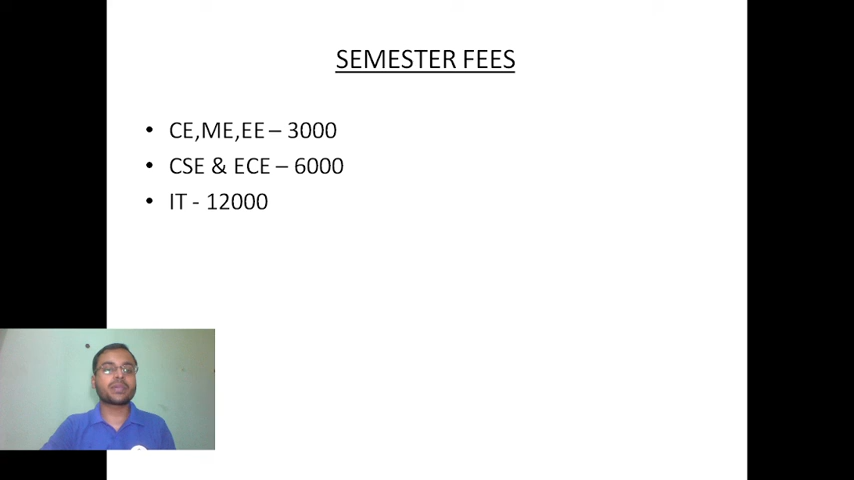 SEMESTER FEES
• CE,ME,EE – 3000
• CSE & ECE – 6000
• IT - 12000